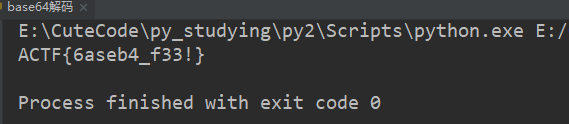 base64解码 ×
E:\CuteCode\py_studying\py2\Scripts\python.exe E:/
ACTF{6aseb4_f33!}
Process finished with exit code 0